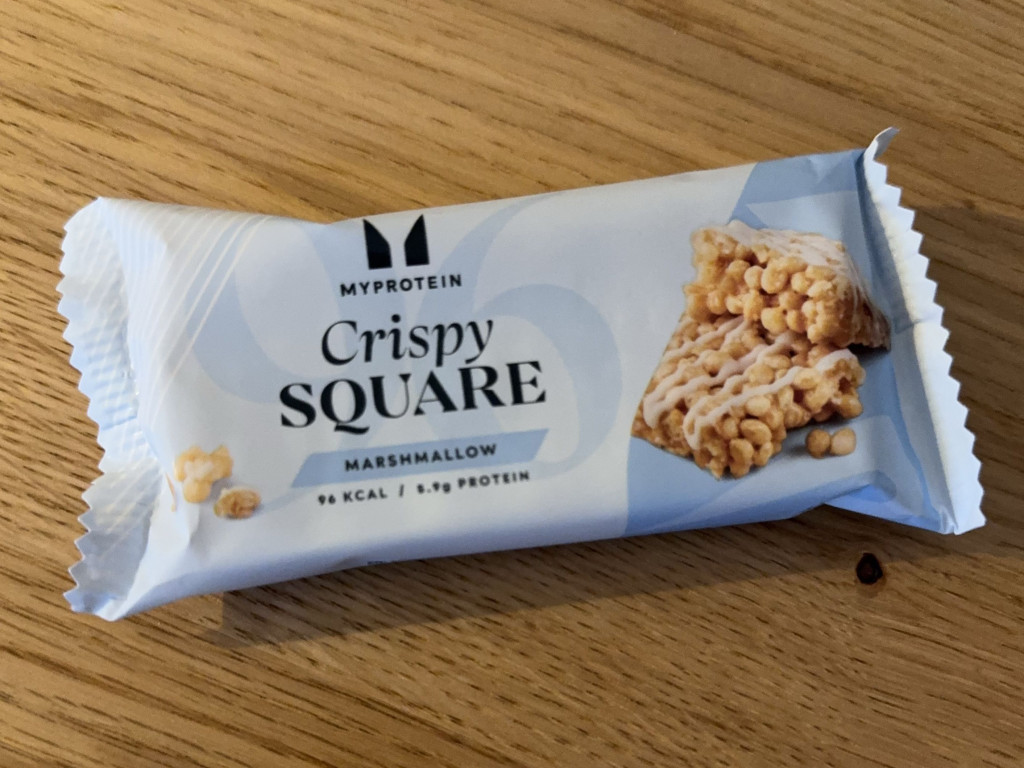 MYPROTEIN
Crispy
SQUARE
MARSHMALLOW
96 KCAL / 5.9g PROTEIN